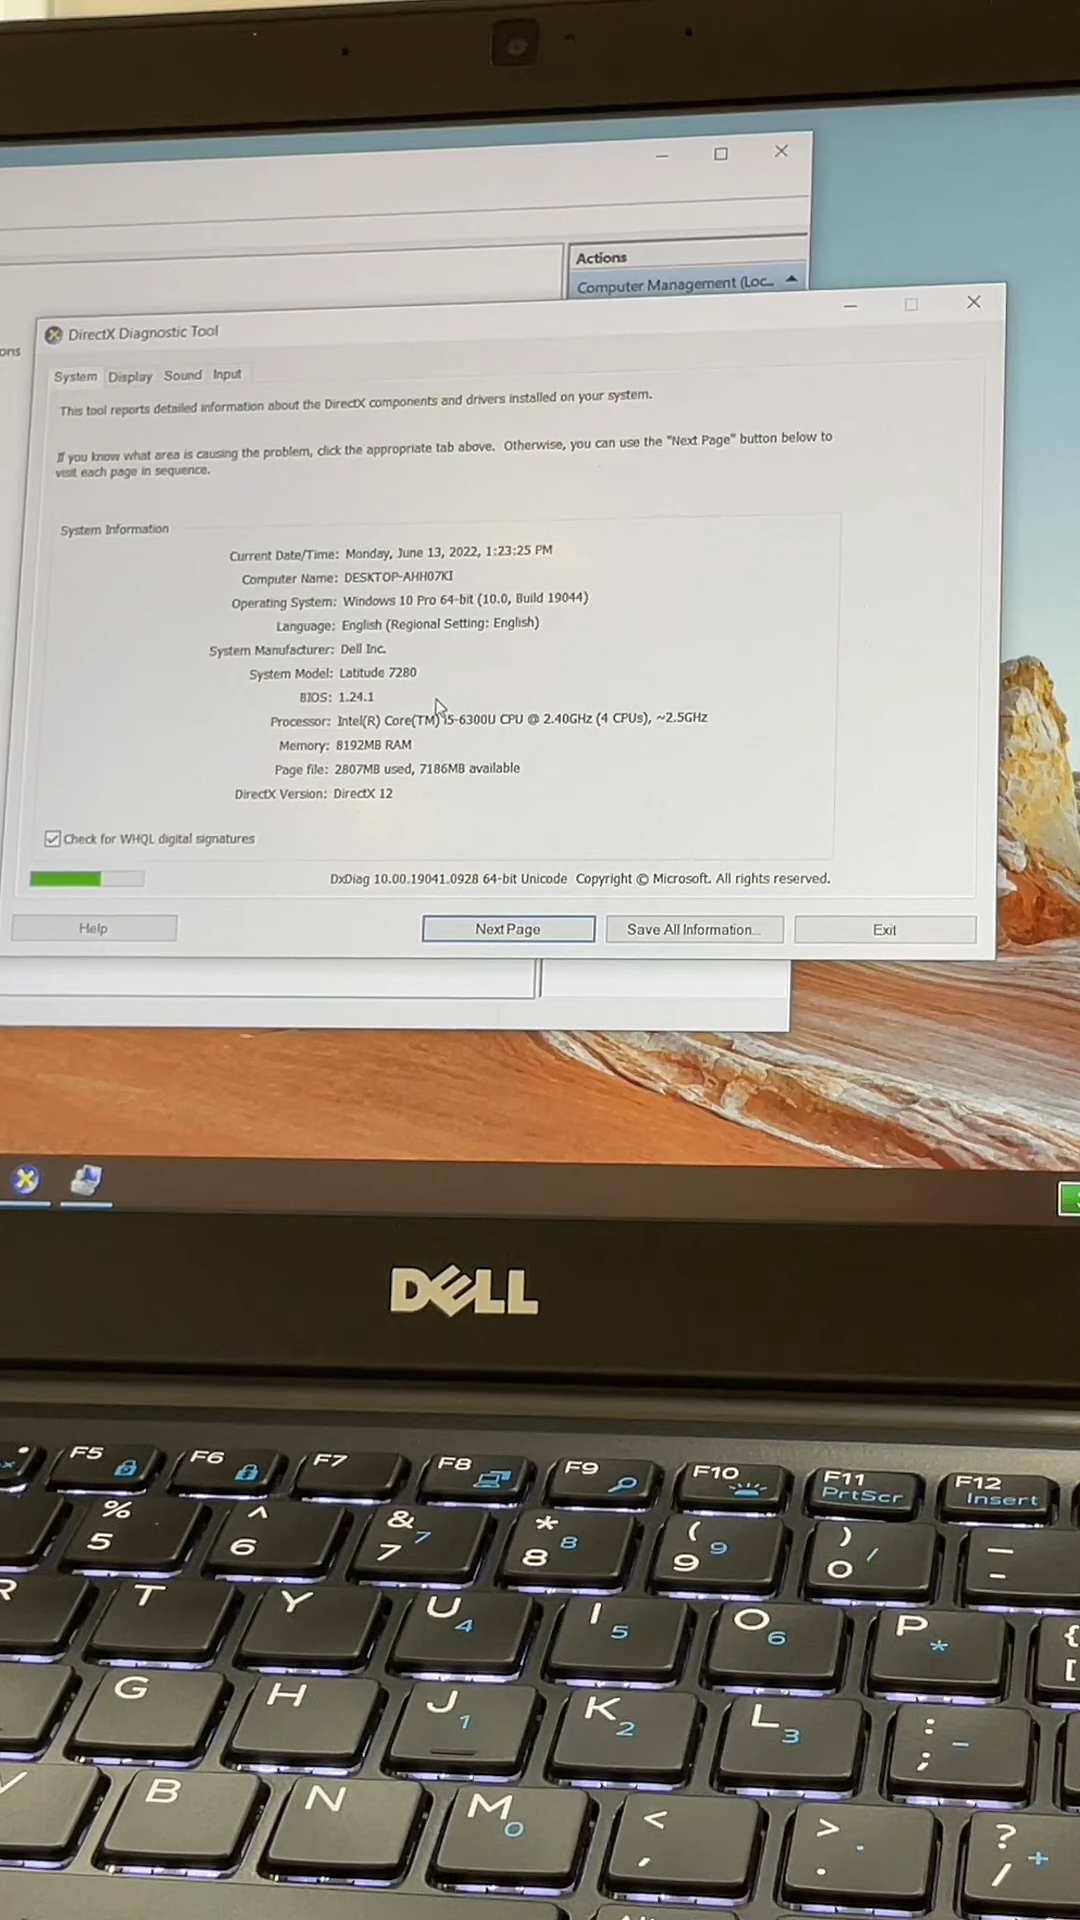 Actions
Computer Management (Loc...
ons
DirectX Diagnostic Tool
System Display Sound Input
This tool reports detailed information about the DirectX components and drivers installed on your system.
If you know what area is causing the problem, click the appropriate tab above. Otherwise, you can use the "Next Page" button below to
visit each page in sequence.
System Information
Current Date/Time: Monday, June 13, 2022, 1:23:25 PM
Computer Name: DESKTOP-AHH07KI
Operating System: Windows 10 Pro 64-bit (10.0, Build 19044)
Language: English (Regional Setting: English)
System Manufacturer: Dell Inc.
System Model: Latitude 7280
BIOS: 1.24.1
Processor: Intel(R) Core(TM) i5-6300U CPU @ 2.40GHz (4 CPUs), ~2.5GHz
Memory: 8192MB RAM
Page file: 2807MB used, 7186MB available
DirectX Version: DirectX 12
Check for WHQL digital signatures
DxDiag 10.00.19041.0928 64-bit Unicode Copyright © Microsoft. All rights reserved.
Help Next Page Save All Information... Exit
DELL
F5 F6 F7 F8 F9 F10 F11 PrtScr F12 Insert
% 5 ^ 6 & 7 7 * 8 8 ( 9 9 ) 0 / — -
R T Y U 4 I 5 O 6 P * { [
G H J 1 K 2 L 3 : ; -
V B N M 0 < , > . . ? / +